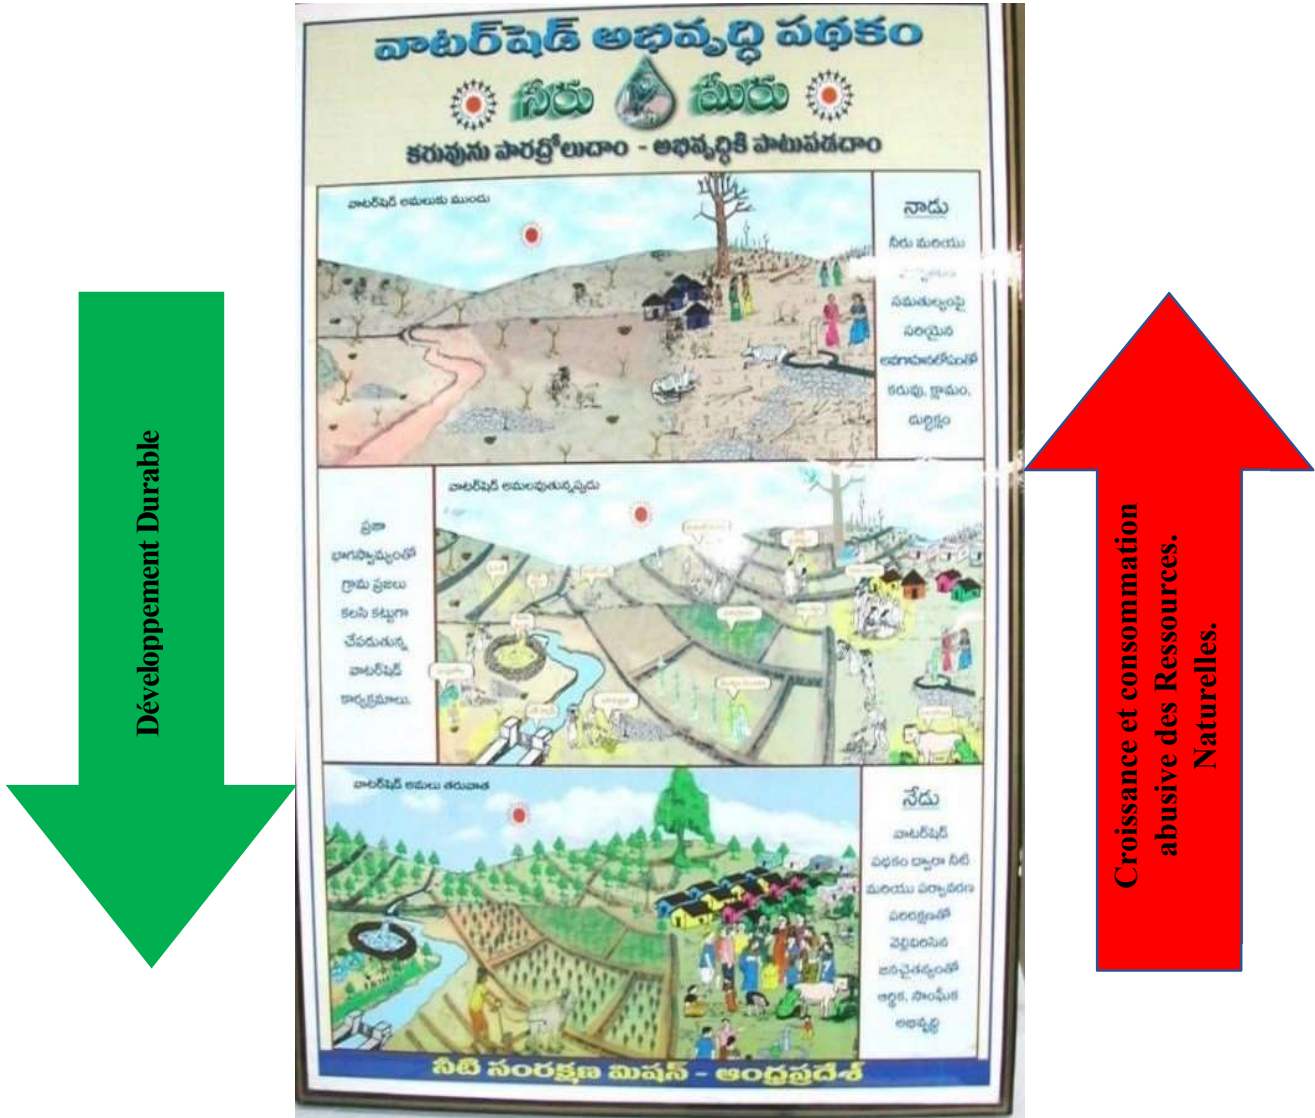 వాటర్‌షెడ్ అభివృద్ధి పథకం
నీరు మీరు
కరువును పారద్రోలుదాం - అభివృద్ధికి పాటుపడదాం
వాటర్‌షెడ్ అమలుకు ముందు
నాడు
నీరు మరియు
సమతుల్యంపై
సరియైన
అవగాహనలోపంతో
కరువు, క్షామం,
దుర్భిక్షం
వాటర్‌షెడ్ అమలవుతున్నప్పుడు
ప్రజా
భాగస్వామ్యంతో
గ్రామ ప్రజలు
కలసి కట్టుగా
చేపడుతున్న
వాటర్‌షెడ్
కార్యక్రమాలు.
వాటర్‌షెడ్ అమలు తరువాత
నేడు
వాటర్‌షెడ్
పథకం ద్వారా నీటి
మరియు పర్యావరణ
పరిరక్షణతో
వెల్లివిరిసిన
జనచైతన్యంతో
ఆర్థిక, సాంఘీక
అభివృద్ధి
నీటి సంరక్షణ మిషన్ - ఆంధ్రప్రదేశ్
Développement Durable
Croissance et consommation
abusive des Ressources.
Naturelles.